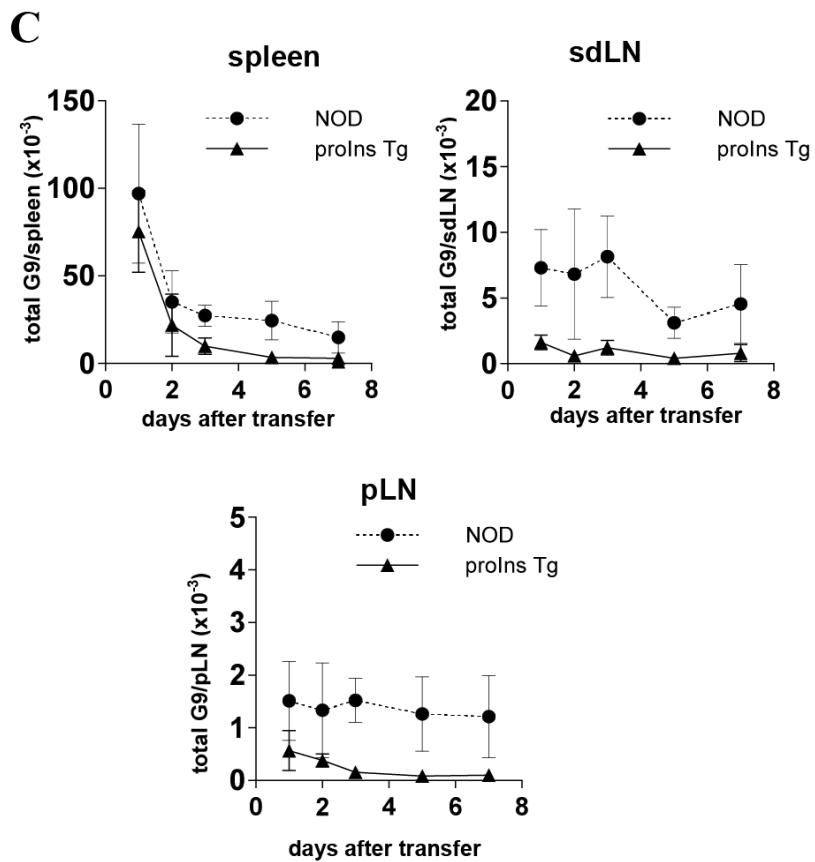 C
spleen
150
100
50
0
0 2 4 6 8
total G9/spleen (x10-3)
days after transfer
NOD
proIns Tg
sdLN
20
15
10
5
0
0 2 4 6 8
total G9/sdLN (x10-3)
days after transfer
NOD
proIns Tg
pLN
5
4
3
2
1
0
0 2 4 6 8
total G9/pLN (x10-3)
days after transfer
NOD
proIns Tg